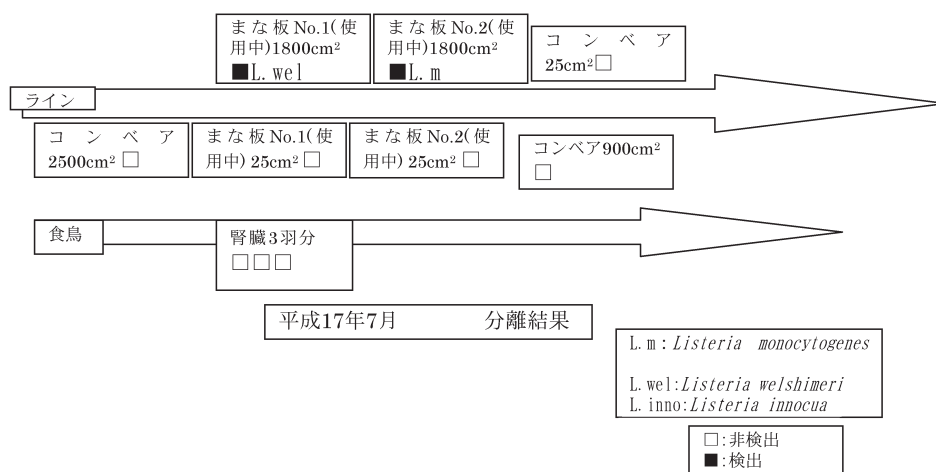 まな板No.1(使
用中)1800cm²
■L.wel
まな板No.2(使
用中)1800cm²
■L.m
コンベア
25cm²□
ライン
コンベア
2500cm² □
まな板No.1(使
用中) 25cm² □
まな板No.2(使
用中) 25cm² □
コンベア900cm²
□
食鳥
腎臓3羽分
□□□
平成17年7月 分離結果
L.m：Listeria monocytogenes
L.wel:Listeria welshimeri
L.inno:Listeria innocua
□:非検出
■:検出